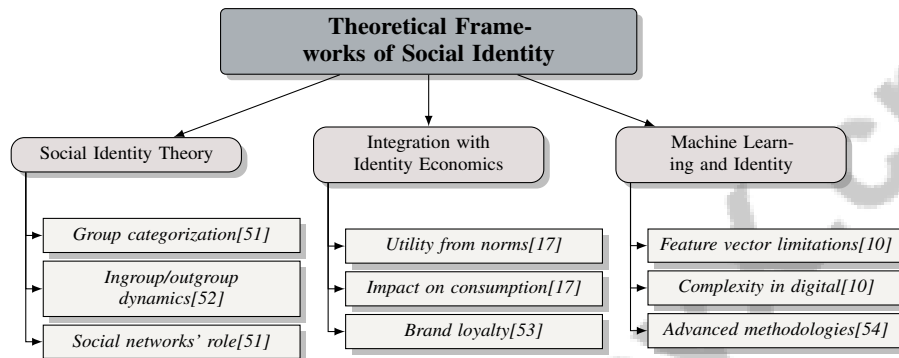 Theoretical Frame-
works of Social Identity
Social Identity Theory
Group categorization[51]
Ingroup/outgroup
dynamics[52]
Social networks' role[51]
Integration with
Identity Economics
Utility from norms[17]
Impact on consumption[17]
Brand loyalty[53]
Machine Learn-
ing and Identity
Feature vector limitations[10]
Complexity in digital[10]
Advanced methodologies[54]